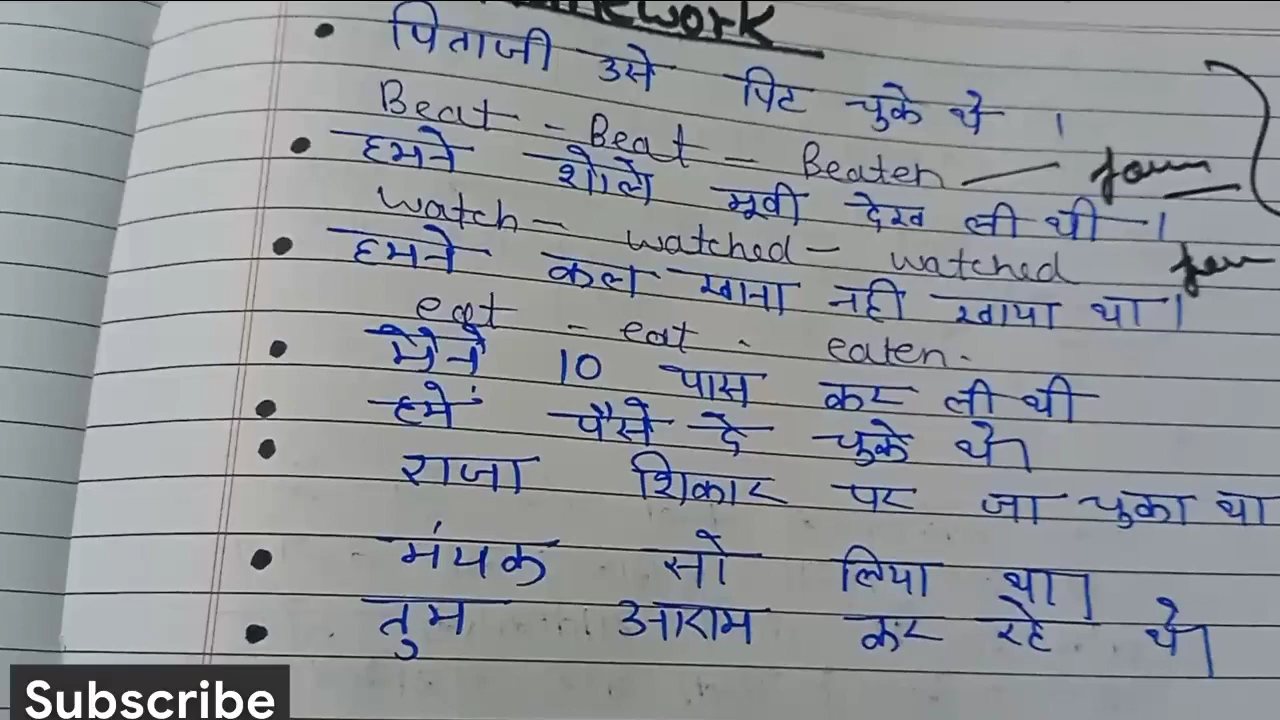 पिताजी उसे पिट चुके थे ।
Beat - Beat - Beaten —
हमने शोले मूवी देख ली थी ।
watch - watched - watched
हमने कल खाना नही खाया था।
eat - eat - eaten.
मैने 10 पास कर ली थी
हमें पैसे दे चुके थे।
राजा शिकार पर जा चुका था
मंयक सो लिया था।
तुम आराम कर रहे थे।
Subscribe